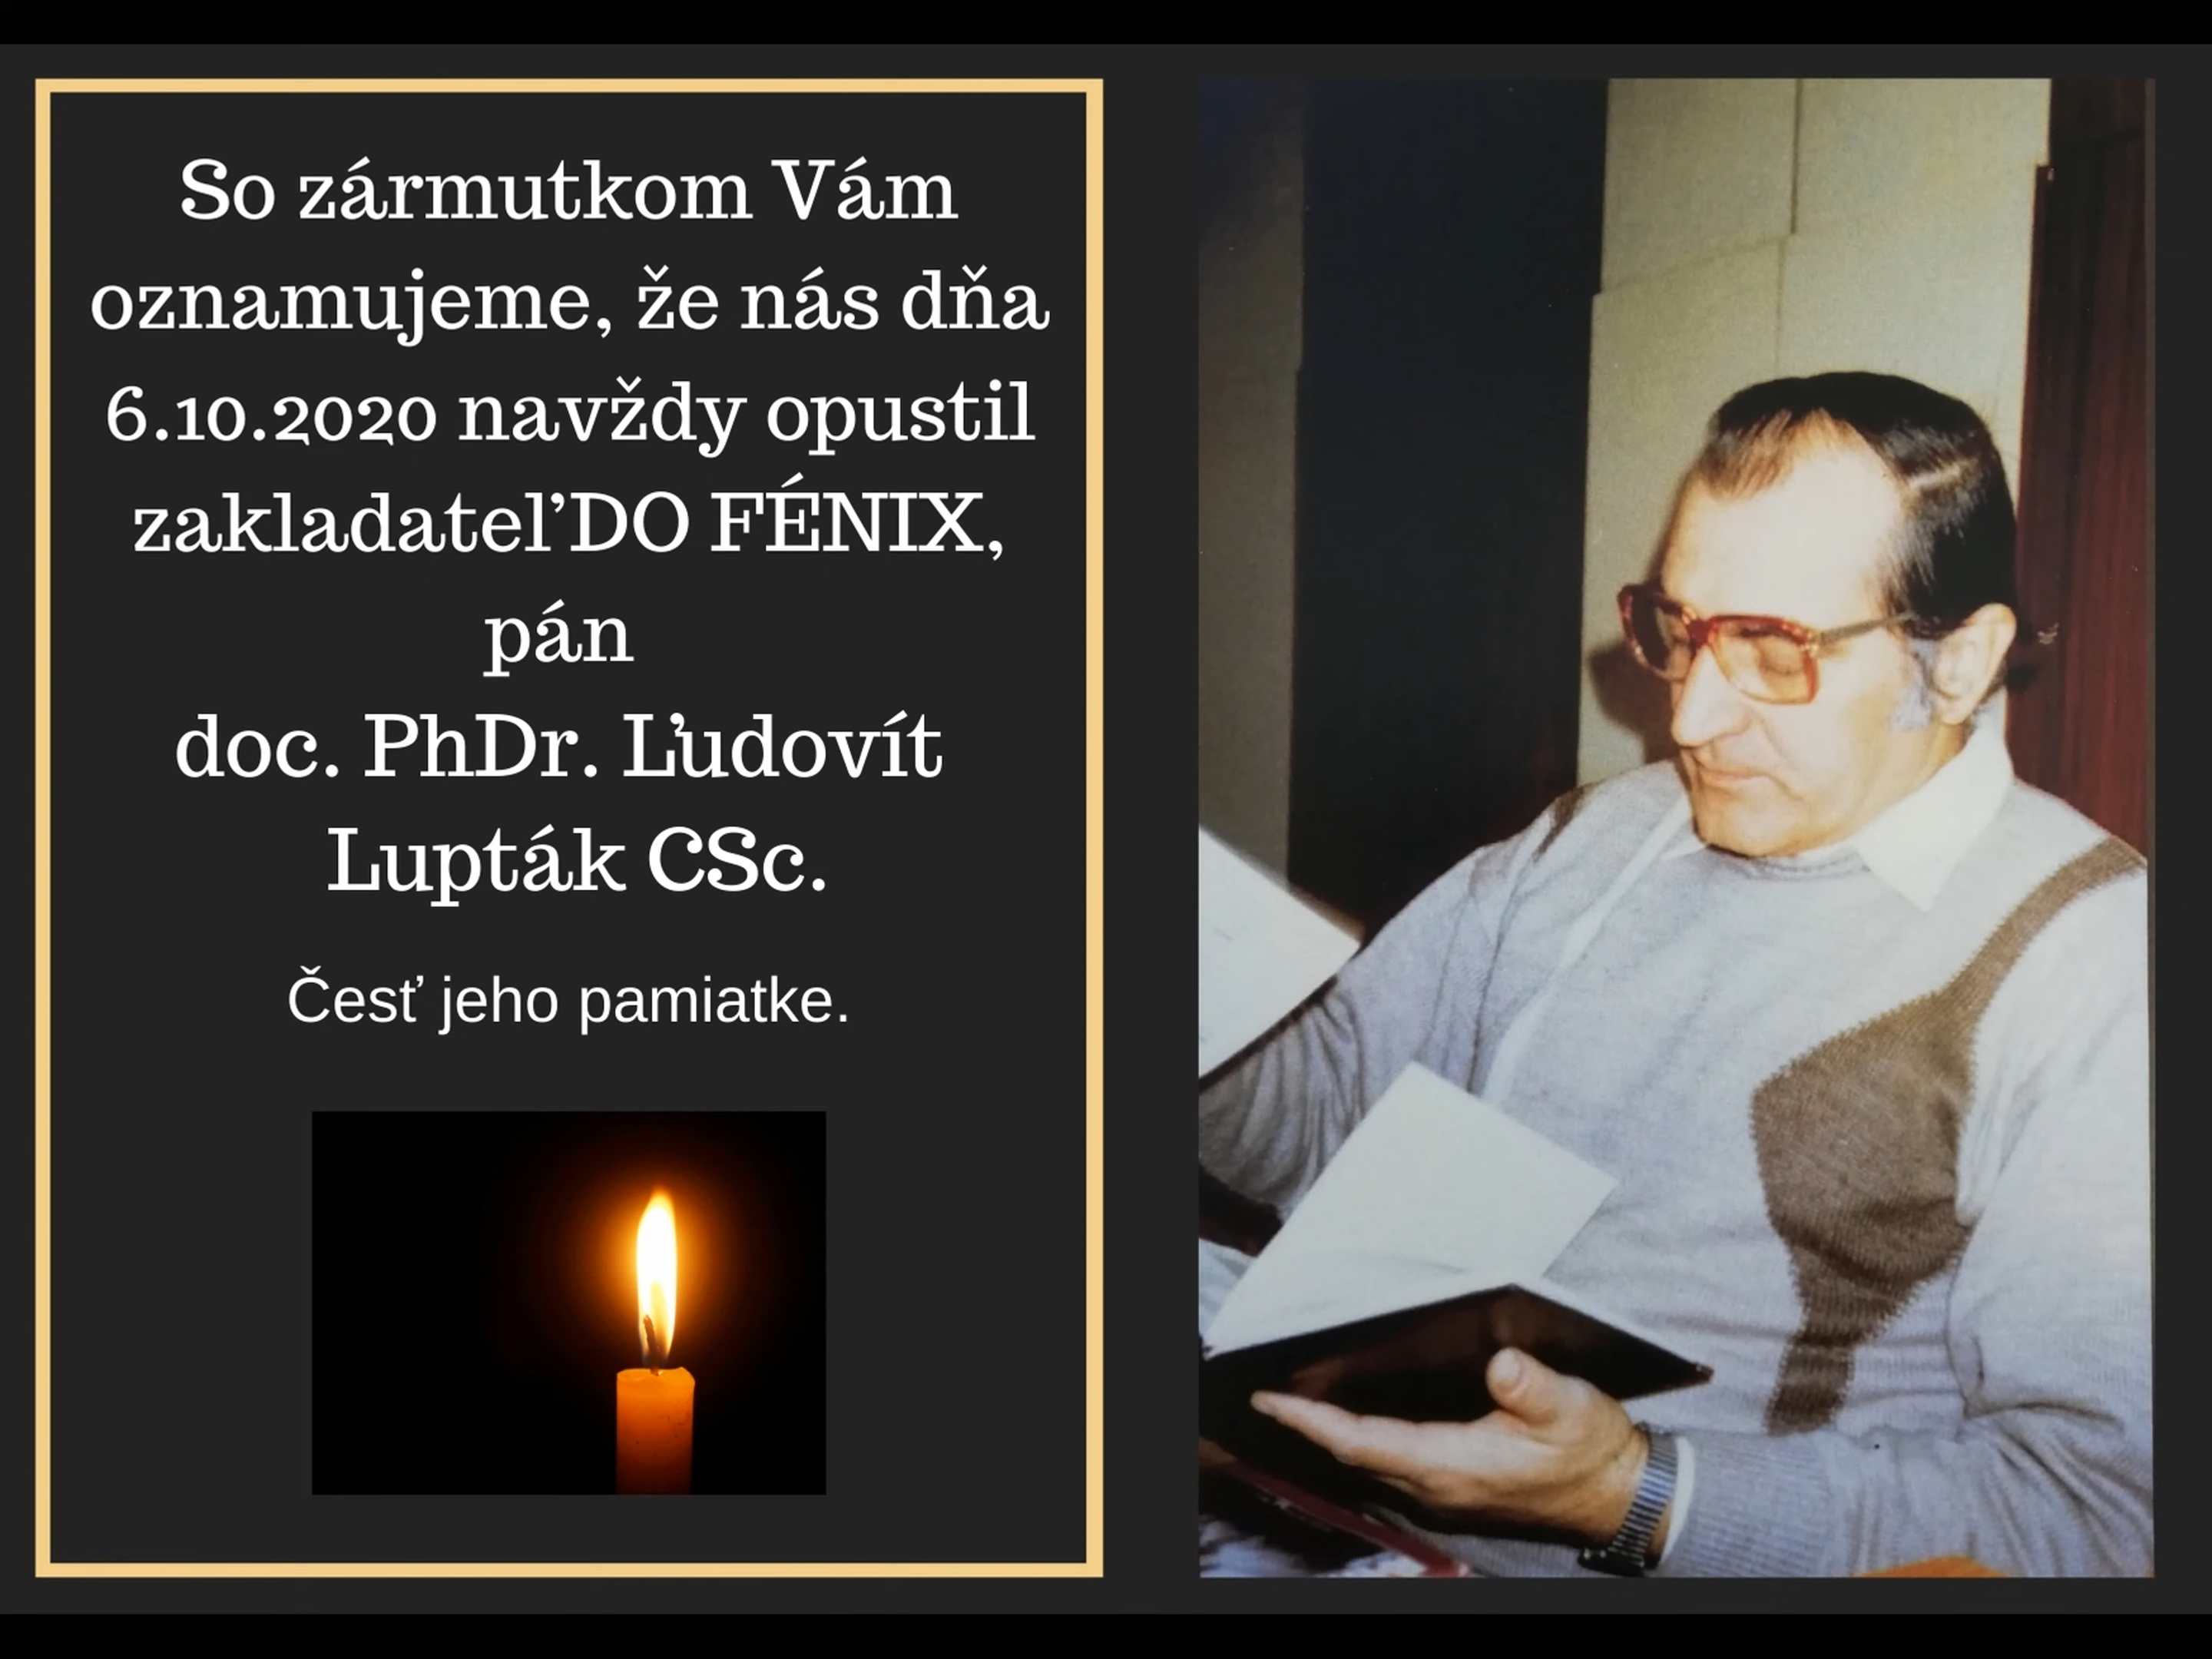 So zármutkom Vám
oznamujeme, že nás dňa
6.10.2020 navždy opustil
zakladateľDO FÉNIX,
pán
doc. PhDr. Ľudovít
Lupták CSc.
Česť jeho pamiatke.